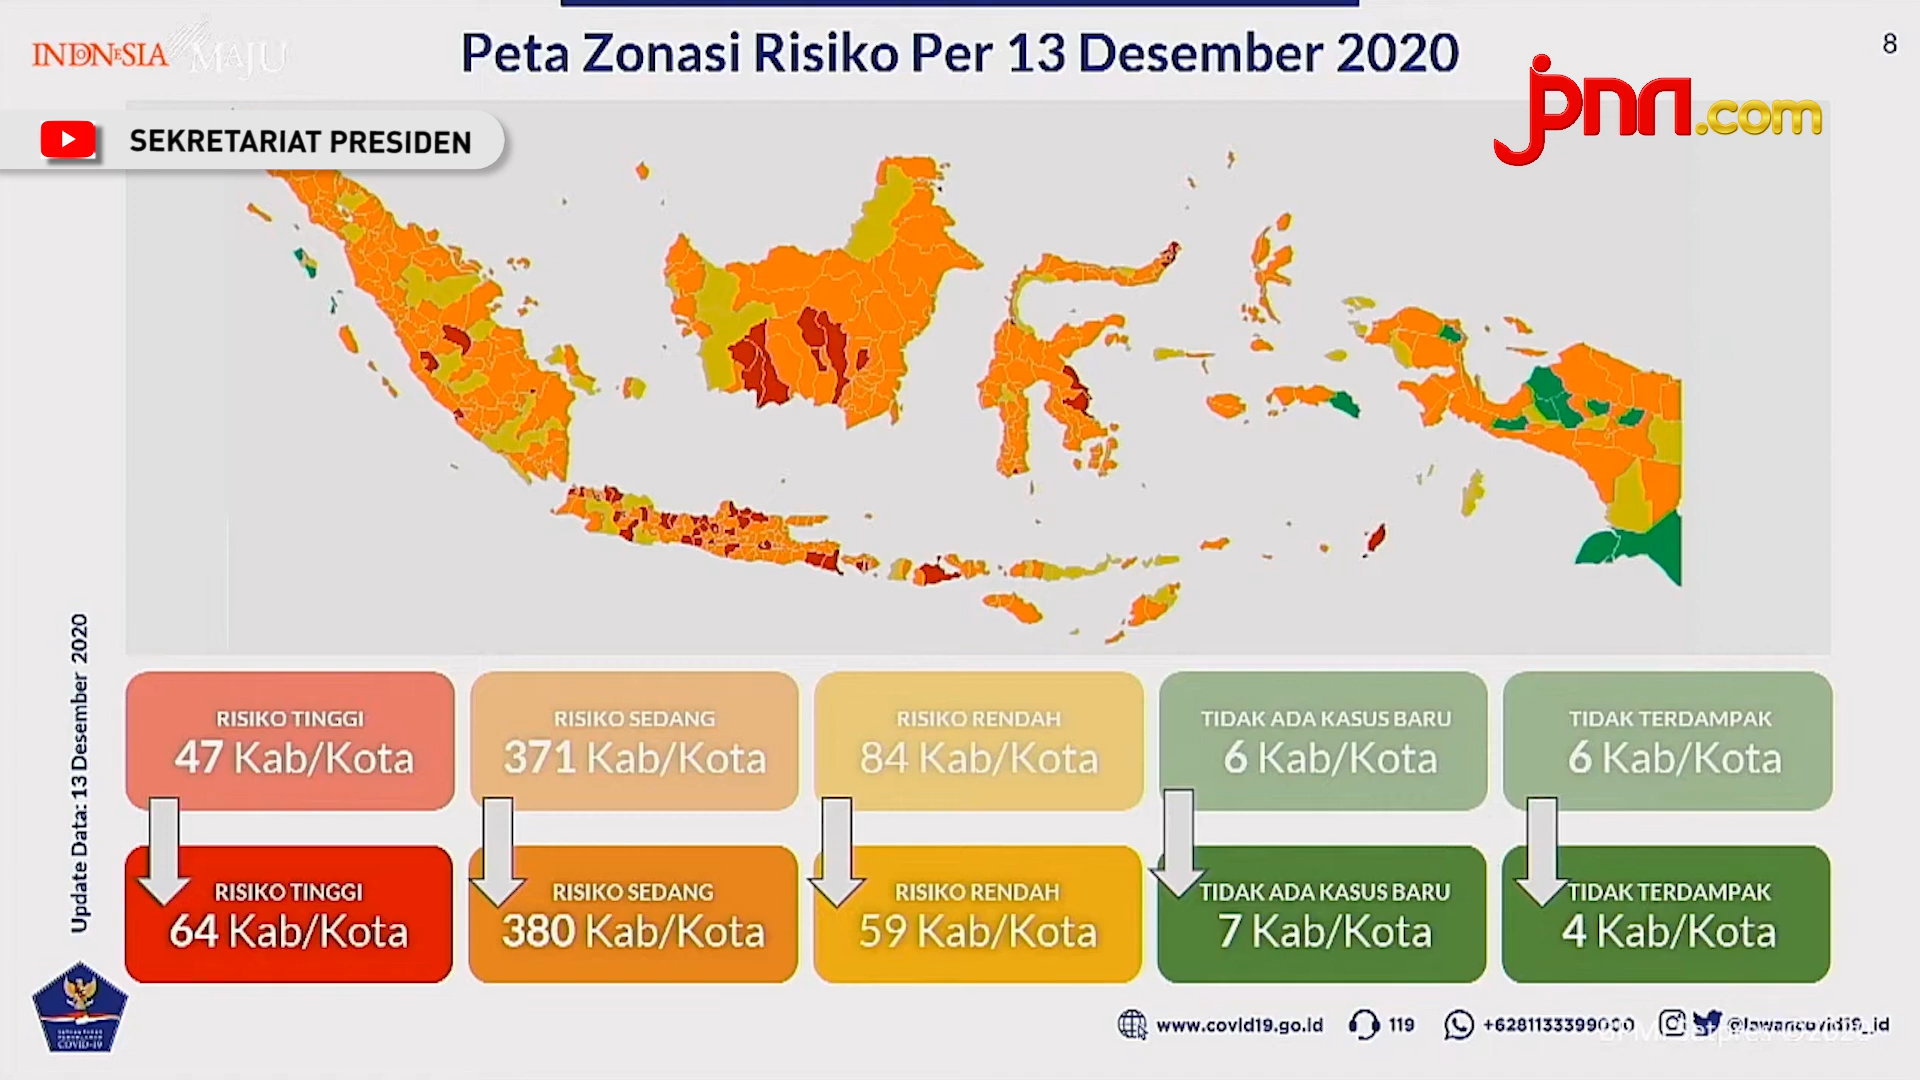 INDONESIA MAJU
Peta Zonasi Risiko Per 13 Desember 2020
8
jpnn.com
SEKRETARIAT PRESIDEN
Update Data: 13 Desember 2020
RISIKO TINGGI
47 Kab/Kota
RISIKO SEDANG
371 Kab/Kota
RISIKO RENDAH
84 Kab/Kota
TIDAK ADA KASUS BARU
6 Kab/Kota
TIDAK TERDAMPAK
6 Kab/Kota
RISIKO TINGGI
64 Kab/Kota
RISIKO SEDANG
380 Kab/Kota
RISIKO RENDAH
59 Kab/Kota
TIDAK ADA KASUS BARU
7 Kab/Kota
TIDAK TERDAMPAK
4 Kab/Kota
COVID-19
www.covid19.go.id
119
+6281133399000
@lawancovid19_id